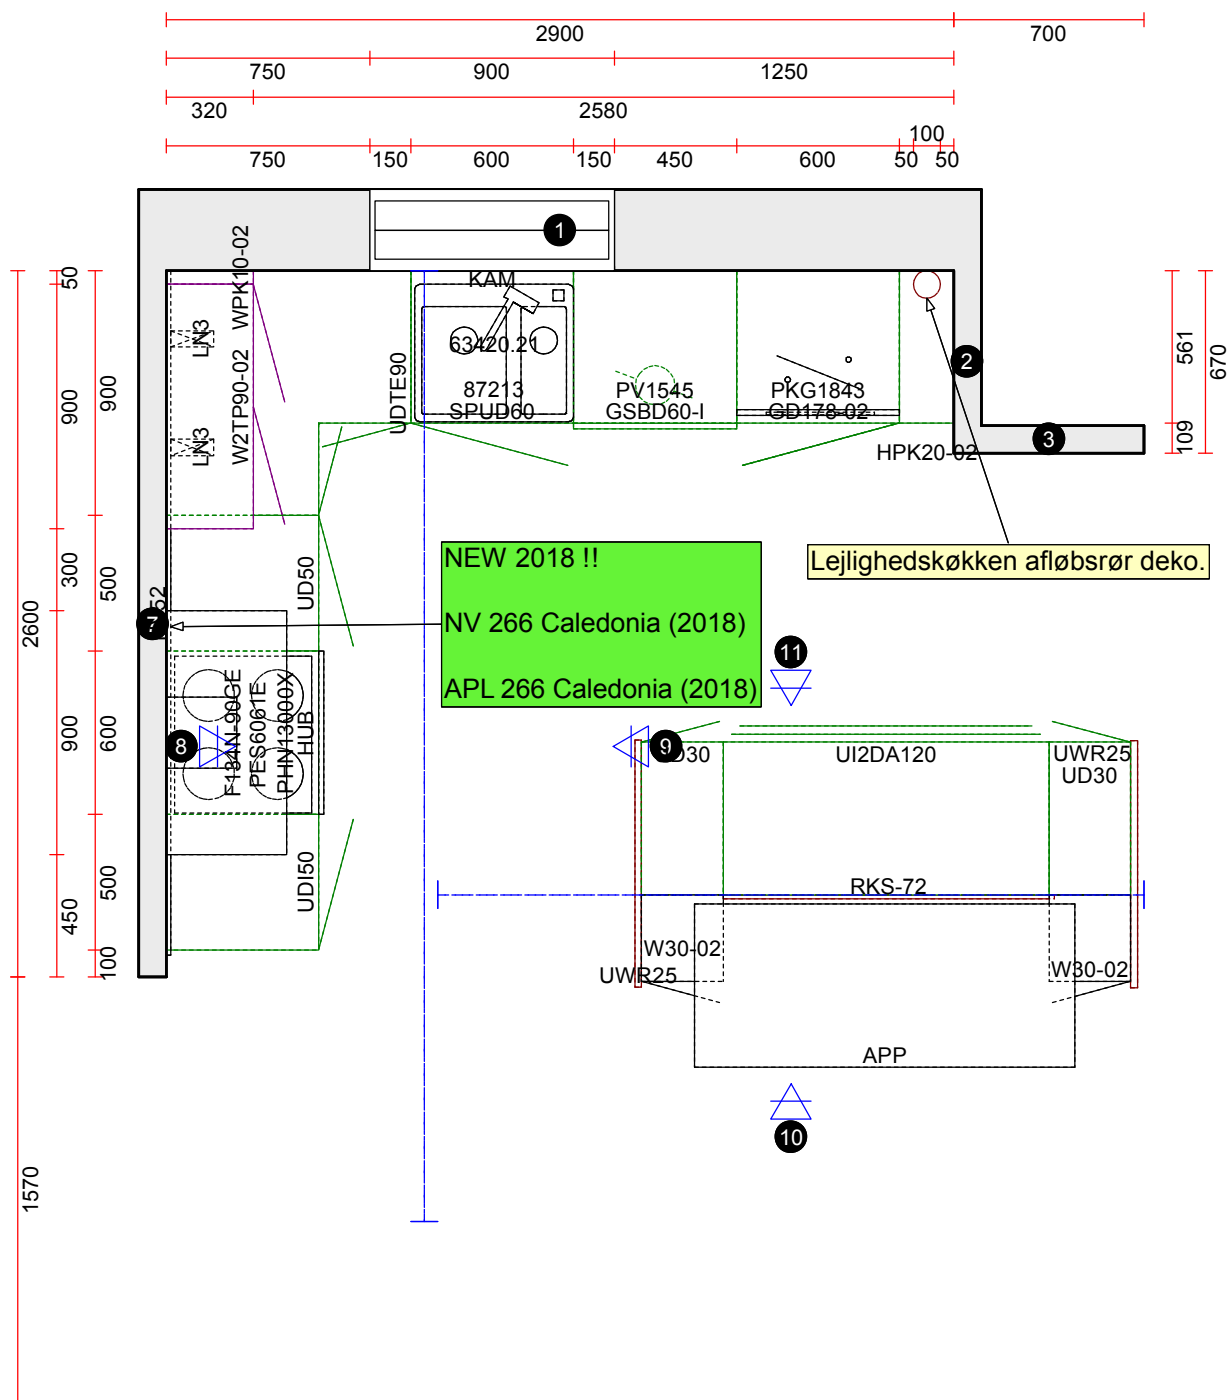 2900
700
750
900
1250
320
2580
100
750
150
600
150
450
600
50
50
1
KAM
WPK10-02
LN3
63420.21
2
50
900
900
561
670
W2TP90-02
UDTE90
87213
SPUD60
PV1545
GSBD60-I
PKG1843
GD178-02
3
LN3
HPK20-02
109
NEW 2018 !!
Lejlighedskøkken afløbsrør deko.
300
500
UD50
2600
7
NV 266 Caledonia (2018)
11
APL 266 Caledonia (2018)
900
600
8
PES6061E
PHN13000X
HUB
9
UI2DA120
UWR25
UD30
500
450
UDI50
RKS-72
100
W30-02
UWR25
W30-02
APP
10
1570